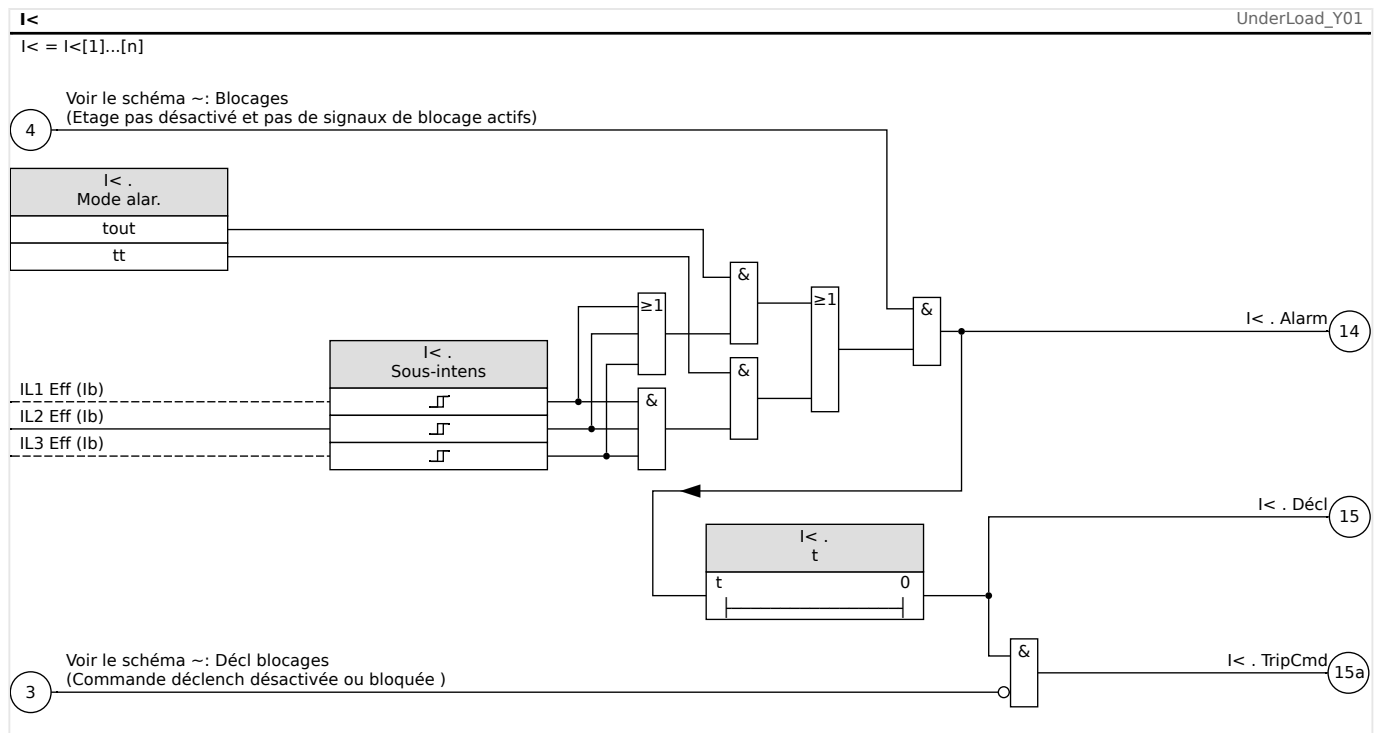 I<
UnderLoad_Y01
I< = I<[1]...[n]
Voir le schéma ~: Blocages
(Etage pas désactivé et pas de signaux de blocage actifs)
4
I< .
Mode alar.
tout
tt
&
≥1
≥1
&
I< . Alarm
14
I< .
Sous-intens
&
IL1 Eff (Ib)
&
IL2 Eff (Ib)
IL3 Eff (Ib)
I< . Décl
15
I< .
t
t
0
Voir le schéma ~: Décl blocages
(Commande déclench désactivée ou bloquée )
3
&
I< . TripCmd
15a